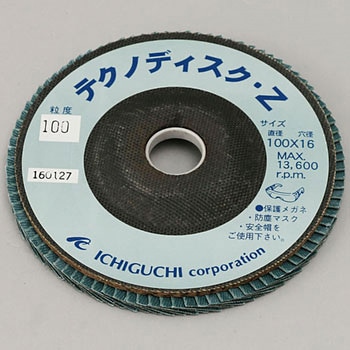 テクノディスク・Z
粒度
100
160127
サイズ
直径 穴径
100X16
MAX.
13,600
r.p.m.
●保護メガネ
・防塵マスク
・安全帽を
ご使用下さい。
ICHIGUCHI corporation